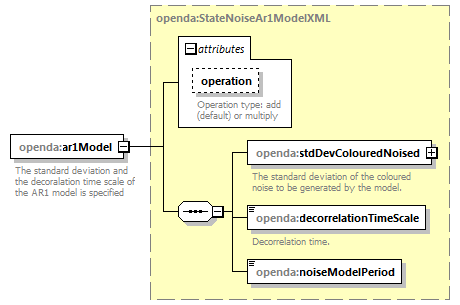 openda:StateNoiseAr1ModelXML
attributes
operation
Operation type: add
(default) or multiply
openda:ar1Model
The standard deviation and
the decoralation time scale of
the AR1 model is specified
openda:stdDevColouredNoised
The standard deviation of the coloured
noise to be generated by the model.
openda:decorrelationTimeScale
Decorrelation time.
openda:noiseModelPeriod